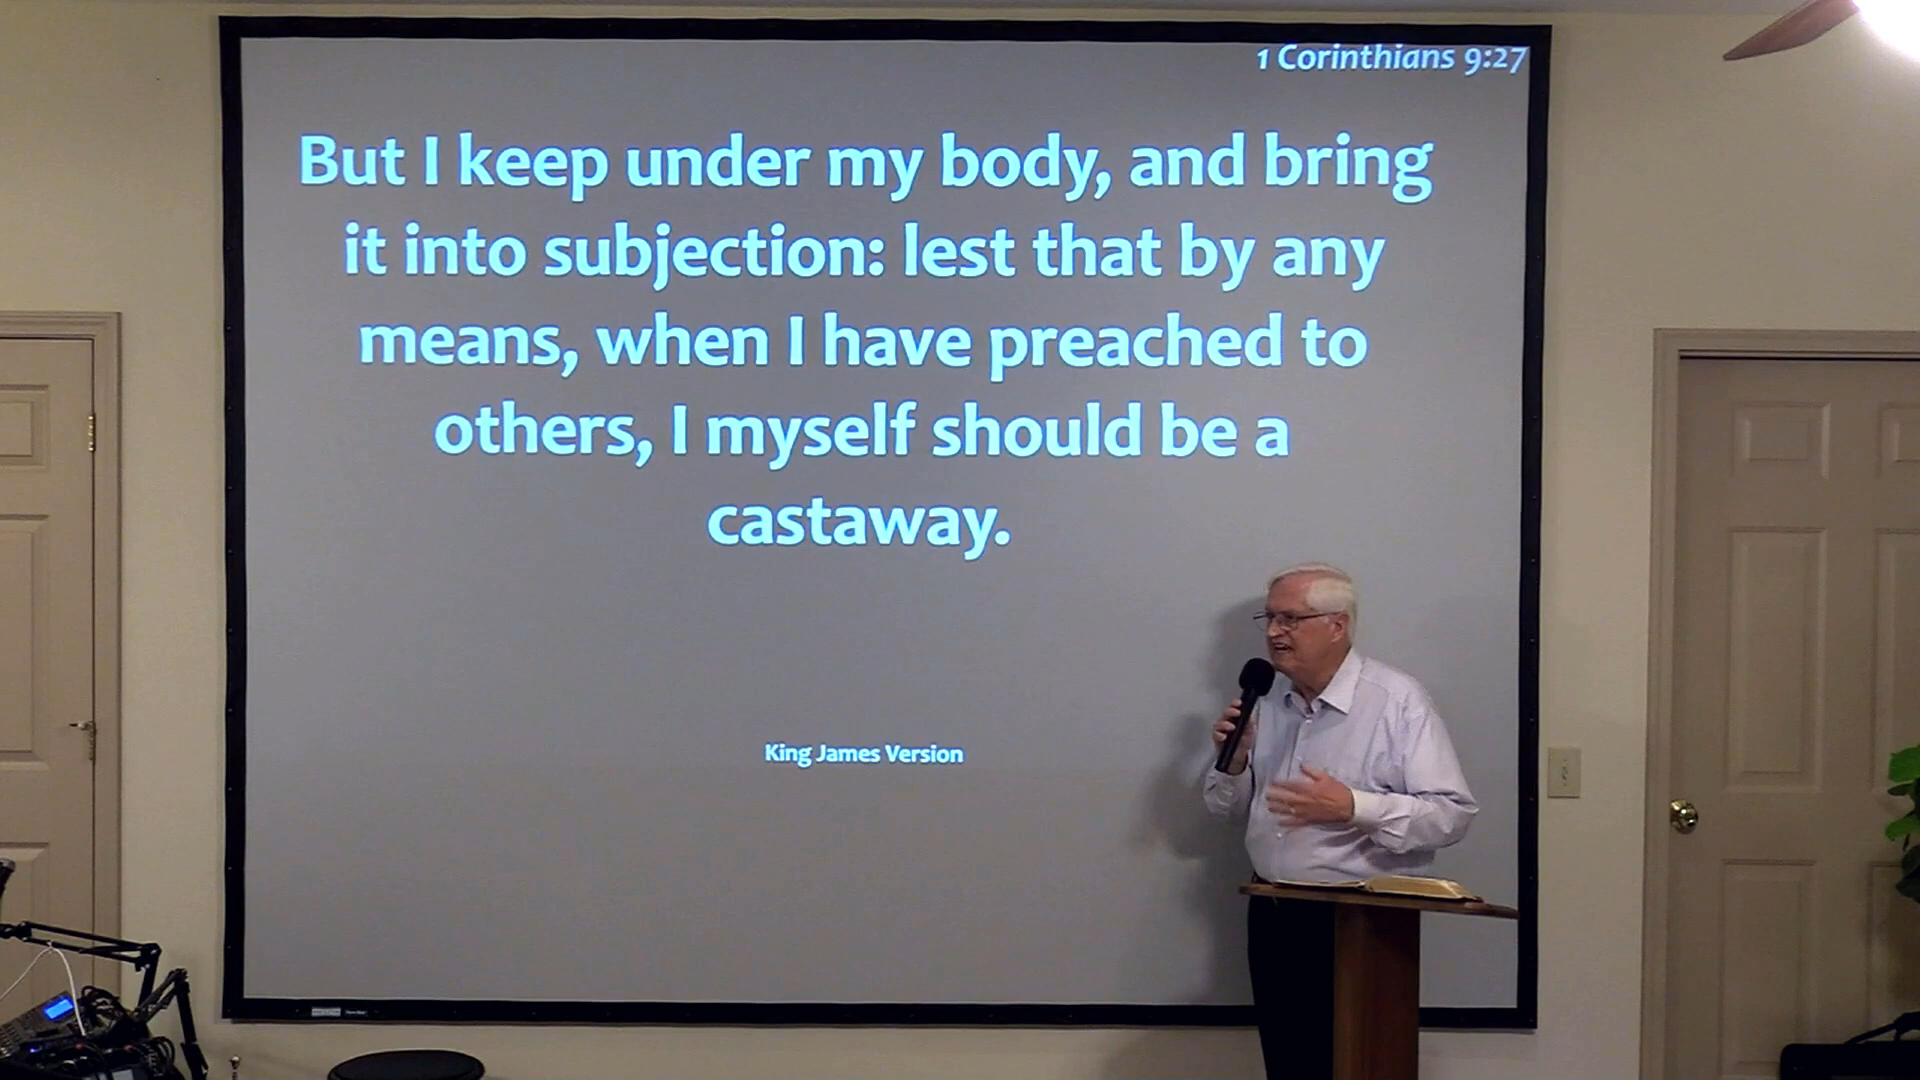 1 Corinthians 9:27
But I keep under my body, and bring
it into subjection: lest that by any
means, when I have preached to
others, I myself should be a
castaway.
King James Version